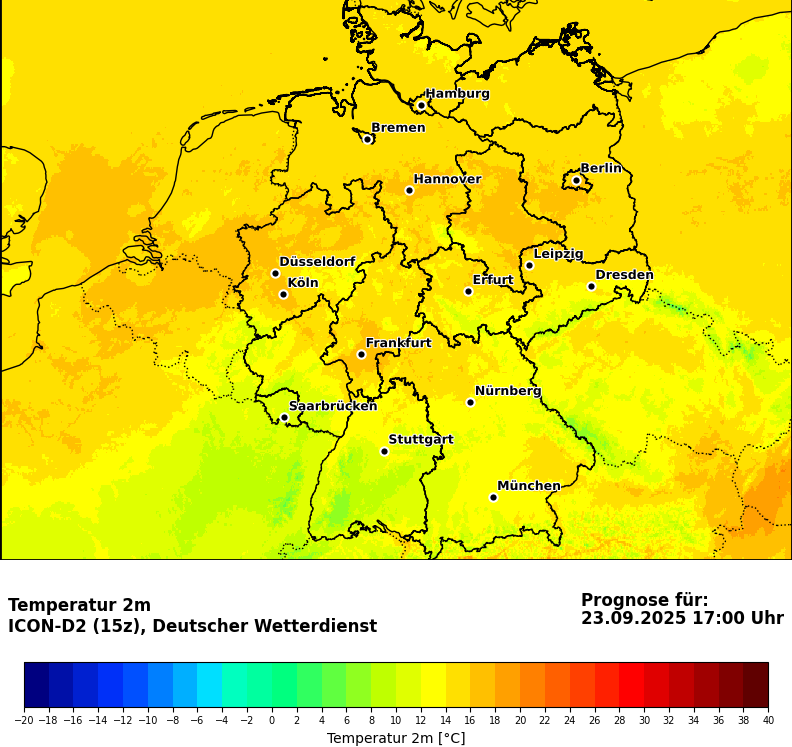 Hamburg
Bremen
Berlin
Hannover
Leipzig
Düsseldorf
Dresden
Köln
Erfurt
Frankfurt
Nürnberg
Saarbrücken
Stuttgart
München
Temperatur 2m
ICON-D2 (15z), Deutscher Wetterdienst
Prognose für:
23.09.2025 17:00 Uhr
−20 −18 −16 −14 −12 −10 −8 −6 −4 −2 0 2 4 6 8 10 12 14 16 18 20 22 24 26 28 30 32 34 36 38 40
Temperatur 2m [°C]